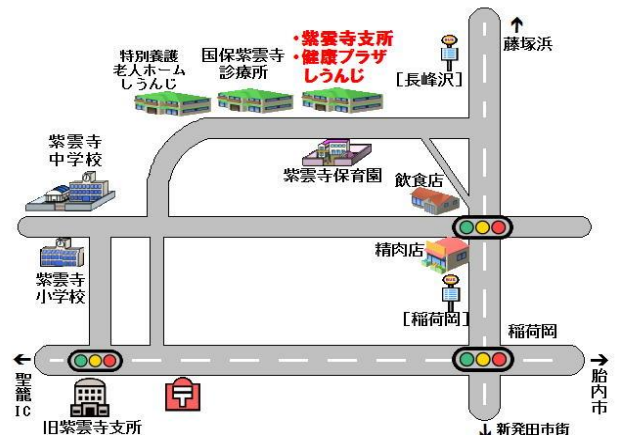 特別養護
老人ホーム
しうんじ
国保紫雲寺
診療所
・紫雲寺支所
・健康プラザ
しうんじ
BUS
[長峰沢]
↑
藤塚浜
紫雲寺
中学校
紫雲寺保育園
飲食店
紫雲寺
小学校
精肉店
BUS
[稲荷岡]
稲荷岡
←
聖籠IC
旧紫雲寺支所
〒
→
胎内市
↓新発田市街